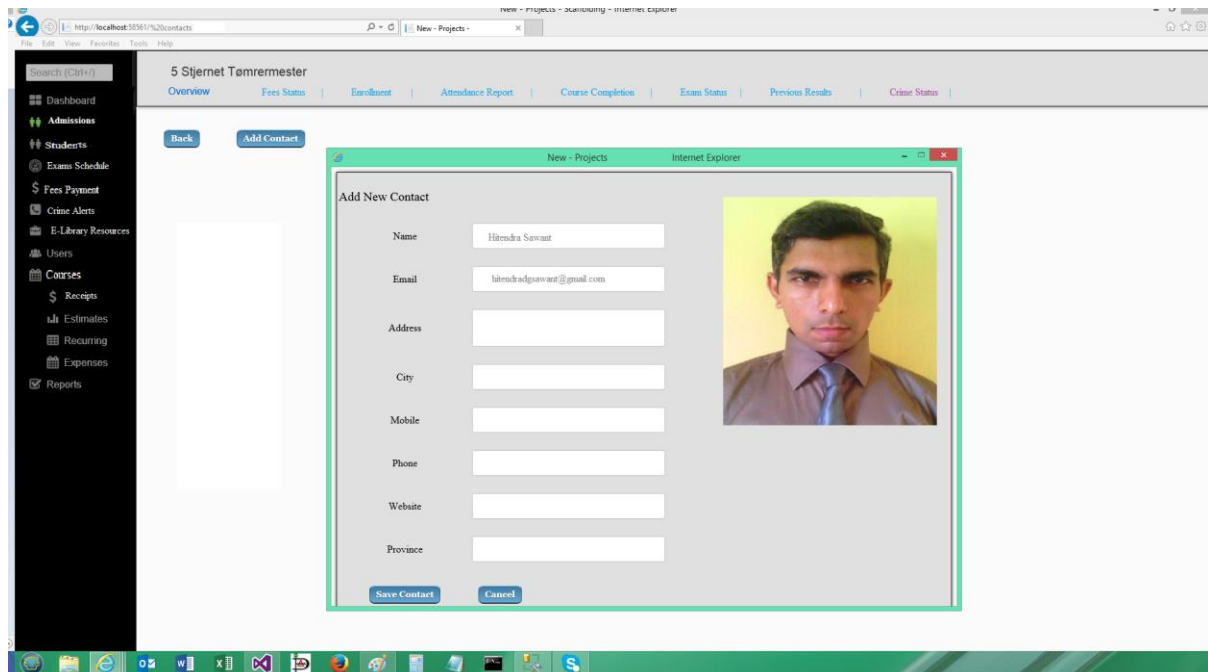 New - Projects - Scaffolding - Internet Explorer
http://localhost:58561/%20contacts
New - Projects -
File Edit View Favorites Tools Help
Search (Ctrl+/)
5 Stjernet Tømrermester
Overview Fees Status | Enrollment | Attendance Report | Course Completion | Exam Status | Previous Results | Crime Status |
Dashboard
Admissions
Students
Exams Schedule
Fees Payment
Crime Alerts
E-Library Resources
Users
Courses
Receipts
Estimates
Recurring
Expenses
Reports
Back Add Contact
New - Projects Internet Explorer
Add New Contact
Name Hitendra Sawant
Email hitendradgsawant@gmail.com
Address
City
Mobile
Phone
Website
Province
Save Contact Cancel